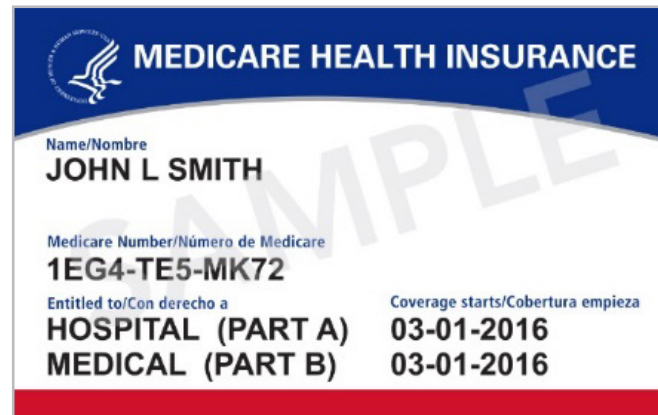 MEDICARE HEALTH INSURANCE
Name/Nombre
JOHN L SMITH
Medicare Number/Número de Medicare
1EG4-TE5-MK72
Entitled to/Con derecho a Coverage starts/Cobertura empieza
HOSPITAL (PART A) 03-01-2016
MEDICAL (PART B) 03-01-2016
SAMPLE